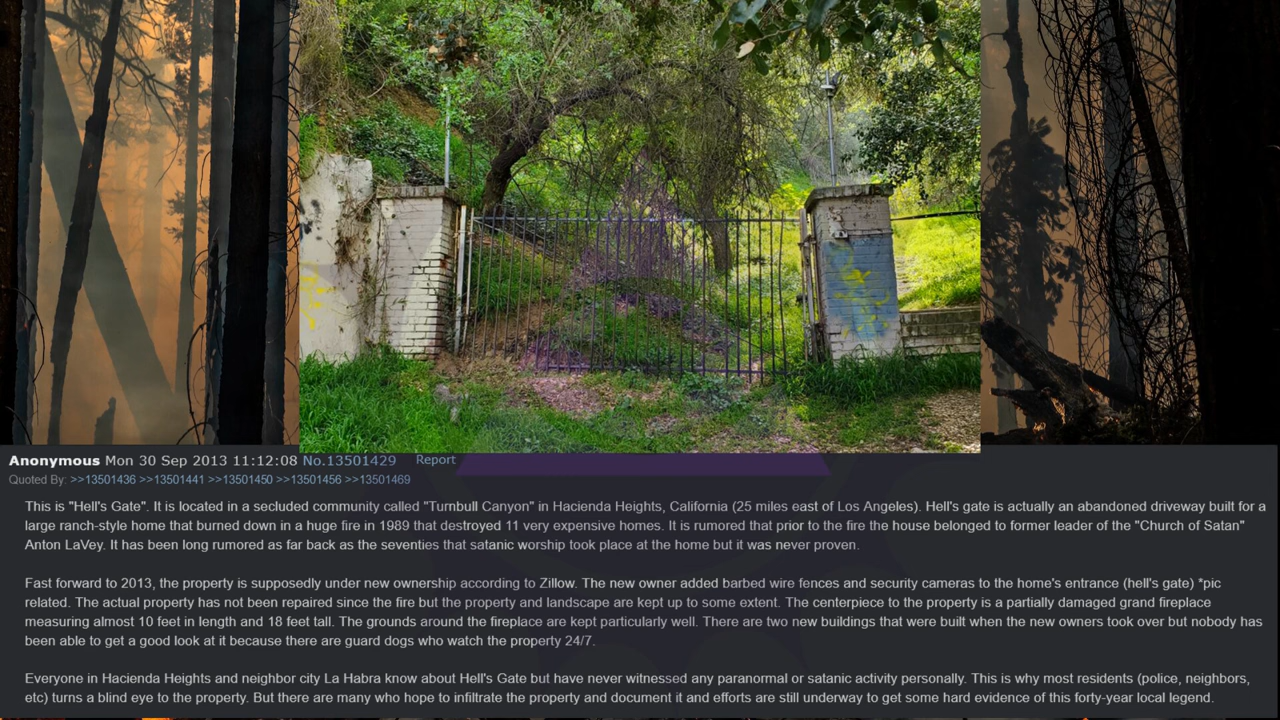 Anonymous Mon 30 Sep 2013 11:12:08 No.13501429 Report
Quoted By: >>13501436 >>13501441 >>13501450 >>13501456 >>13501469
This is "Hell's Gate". It is located in a secluded community called "Turnbull Canyon" in Hacienda Heights, California (25 miles east of Los Angeles). Hell's gate is actually an abandoned driveway built for a
large ranch-style home that burned down in a huge fire in 1989 that destroyed 11 very expensive homes. It is rumored that prior to the fire the house belonged to former leader of the "Church of Satan"
Anton LaVey. It has been long rumored as far back as the seventies that satanic worship took place at the home but it was never proven.
Fast forward to 2013, the property is supposedly under new ownership according to Zillow. The new owner added barbed wire fences and security cameras to the home's entrance (hell's gate) *pic
related. The actual property has not been repaired since the fire but the property and landscape are kept up to some extent. The centerpiece to the property is a partially damaged grand fireplace
measuring almost 10 feet in length and 18 feet tall. The grounds around the fireplace are kept particularly well. There are two new buildings that were built when the new owners took over but nobody has
been able to get a good look at it because there are guard dogs who watch the property 24/7.
Everyone in Hacienda Heights and neighbor city La Habra know about Hell's Gate but have never witnessed any paranormal or satanic activity personally. This is why most residents (police, neighbors,
etc) turns a blind eye to the property. But there are many who hope to infiltrate the property and document it and efforts are still underway to get some hard evidence of this forty-year local legend.